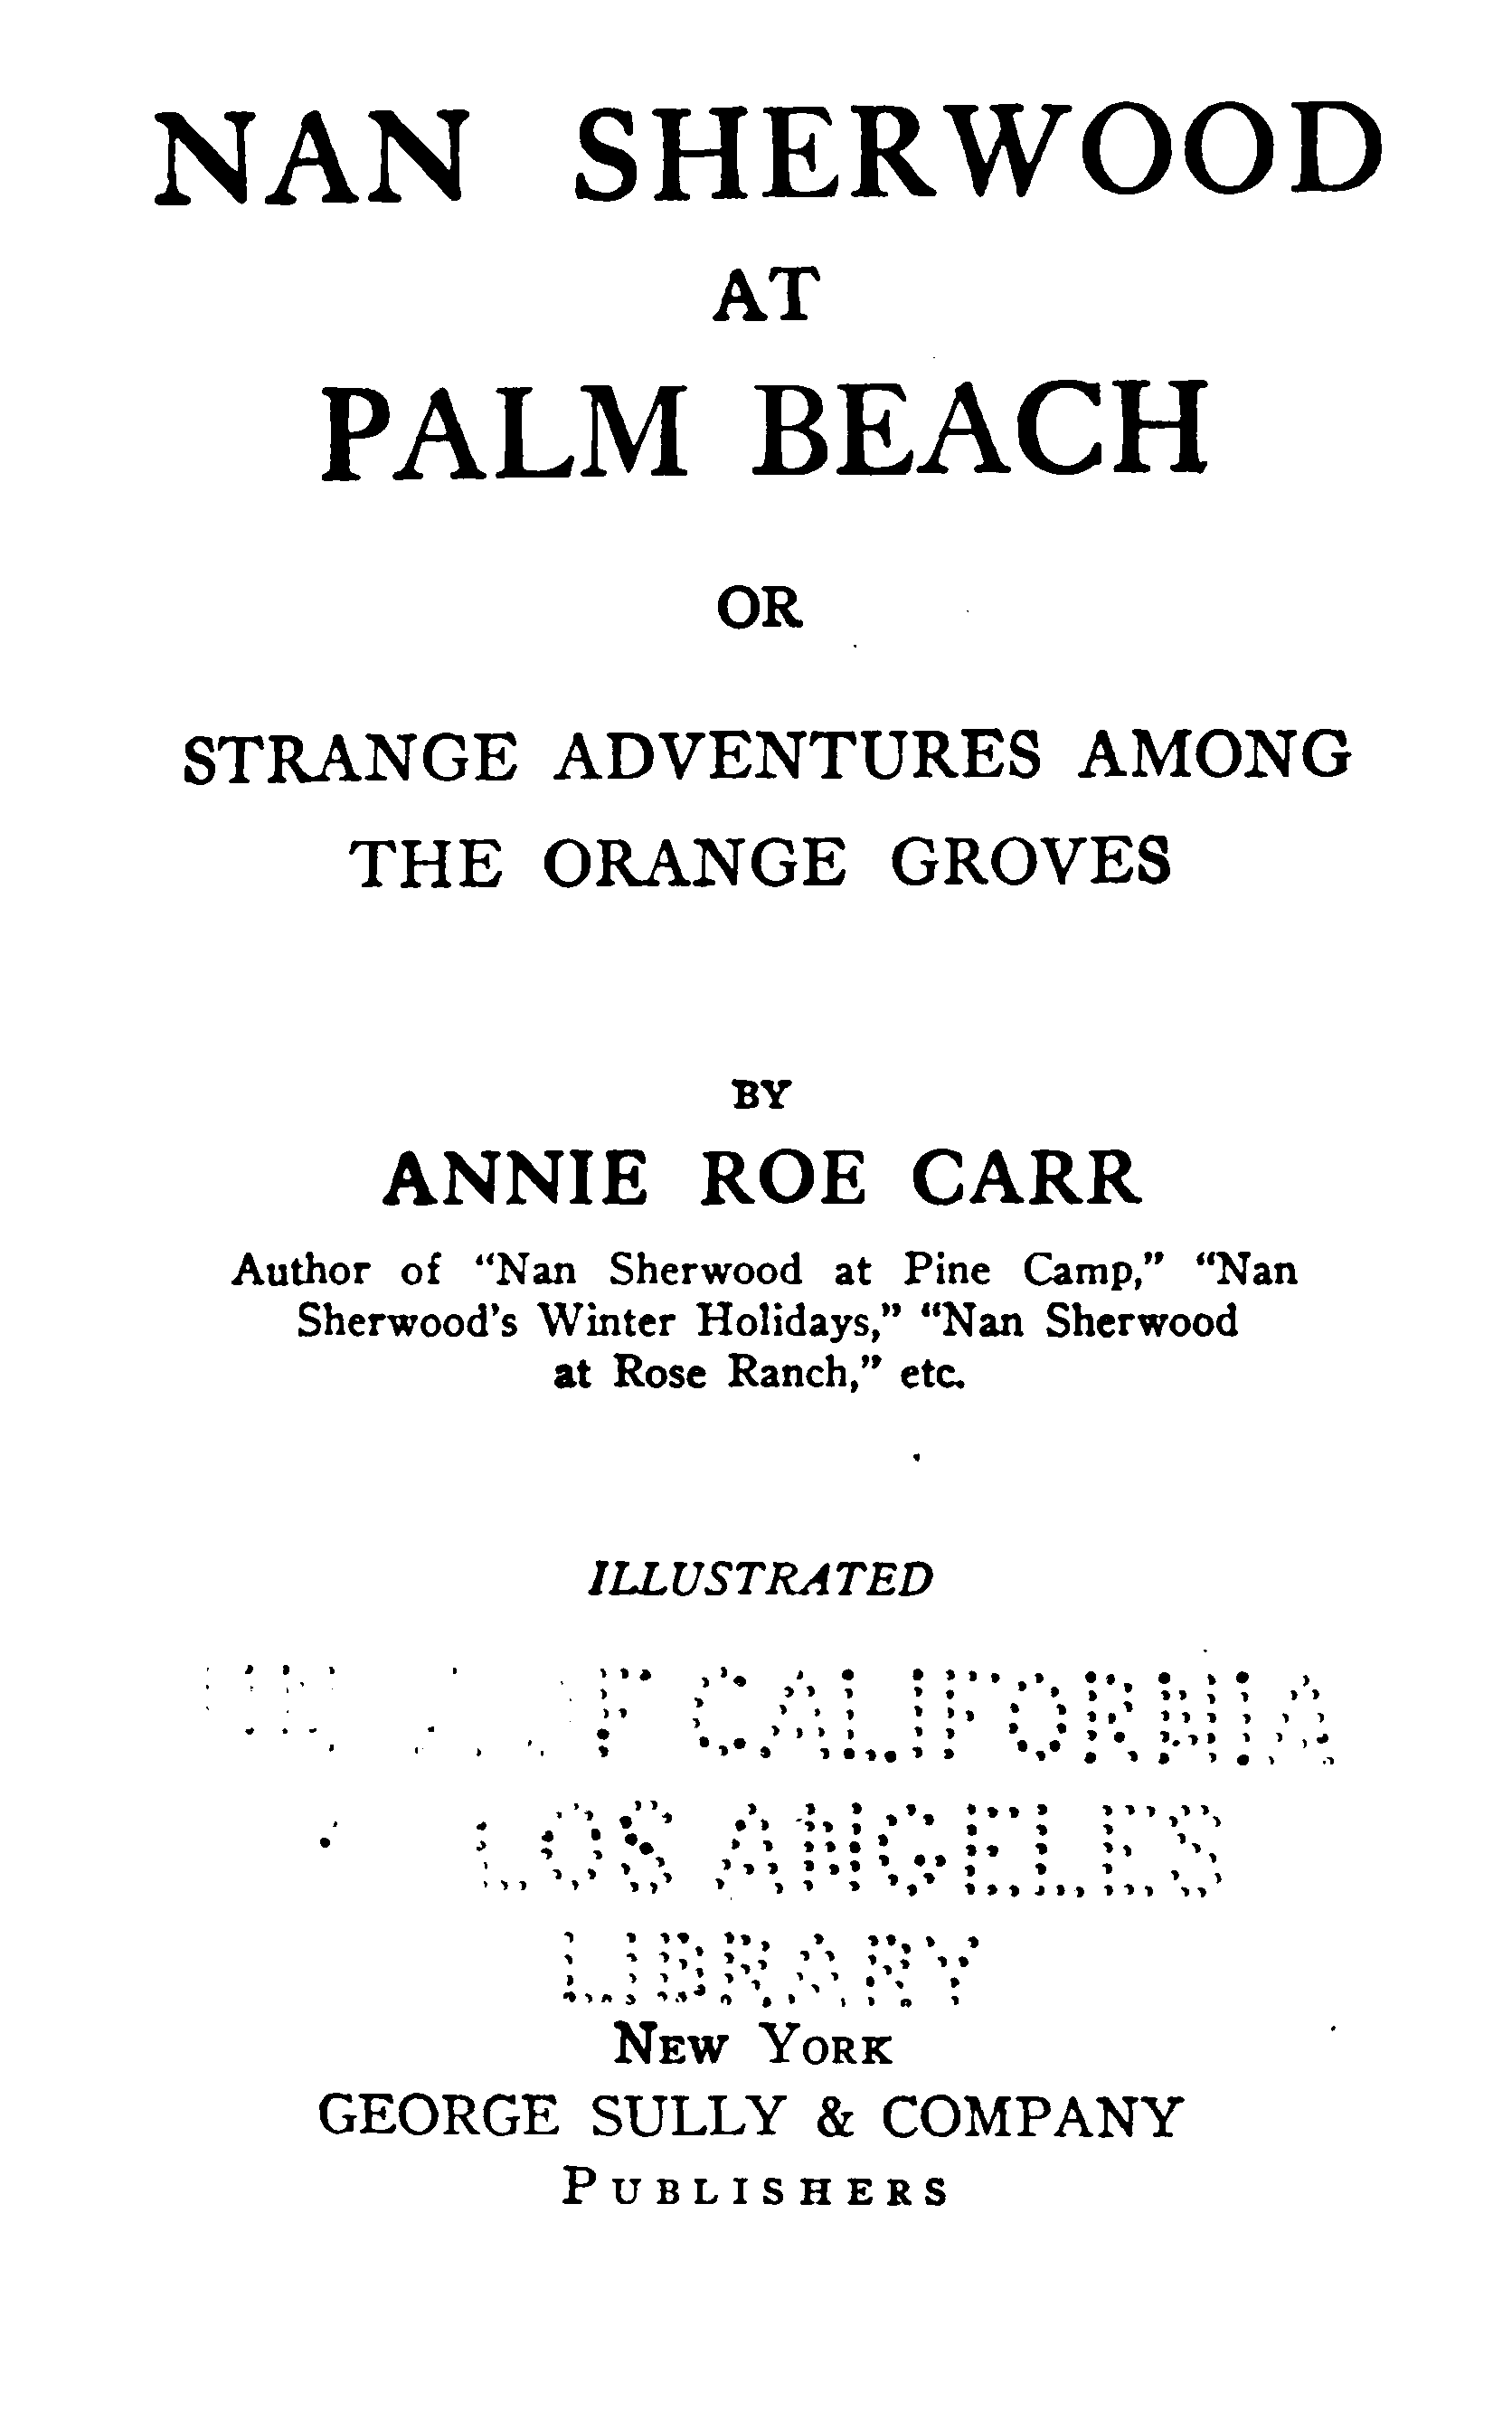 NAN SHERWOOD
AT
PALM BEACH
OR
STRANGE ADVENTURES AMONG
THE ORANGE GROVES
BY
ANNIE ROE CARR
Author of "Nan Sherwood at Pine Camp," "Nan
Sherwood's Winter Holidays," "Nan Sherwood
at Rose Ranch," etc.
ILLUSTRATED
CALIFORNIA
LOS ANGELES
LIBRARY
NEW YORK
GEORGE SULLY & COMPANY
PUBLISHERS